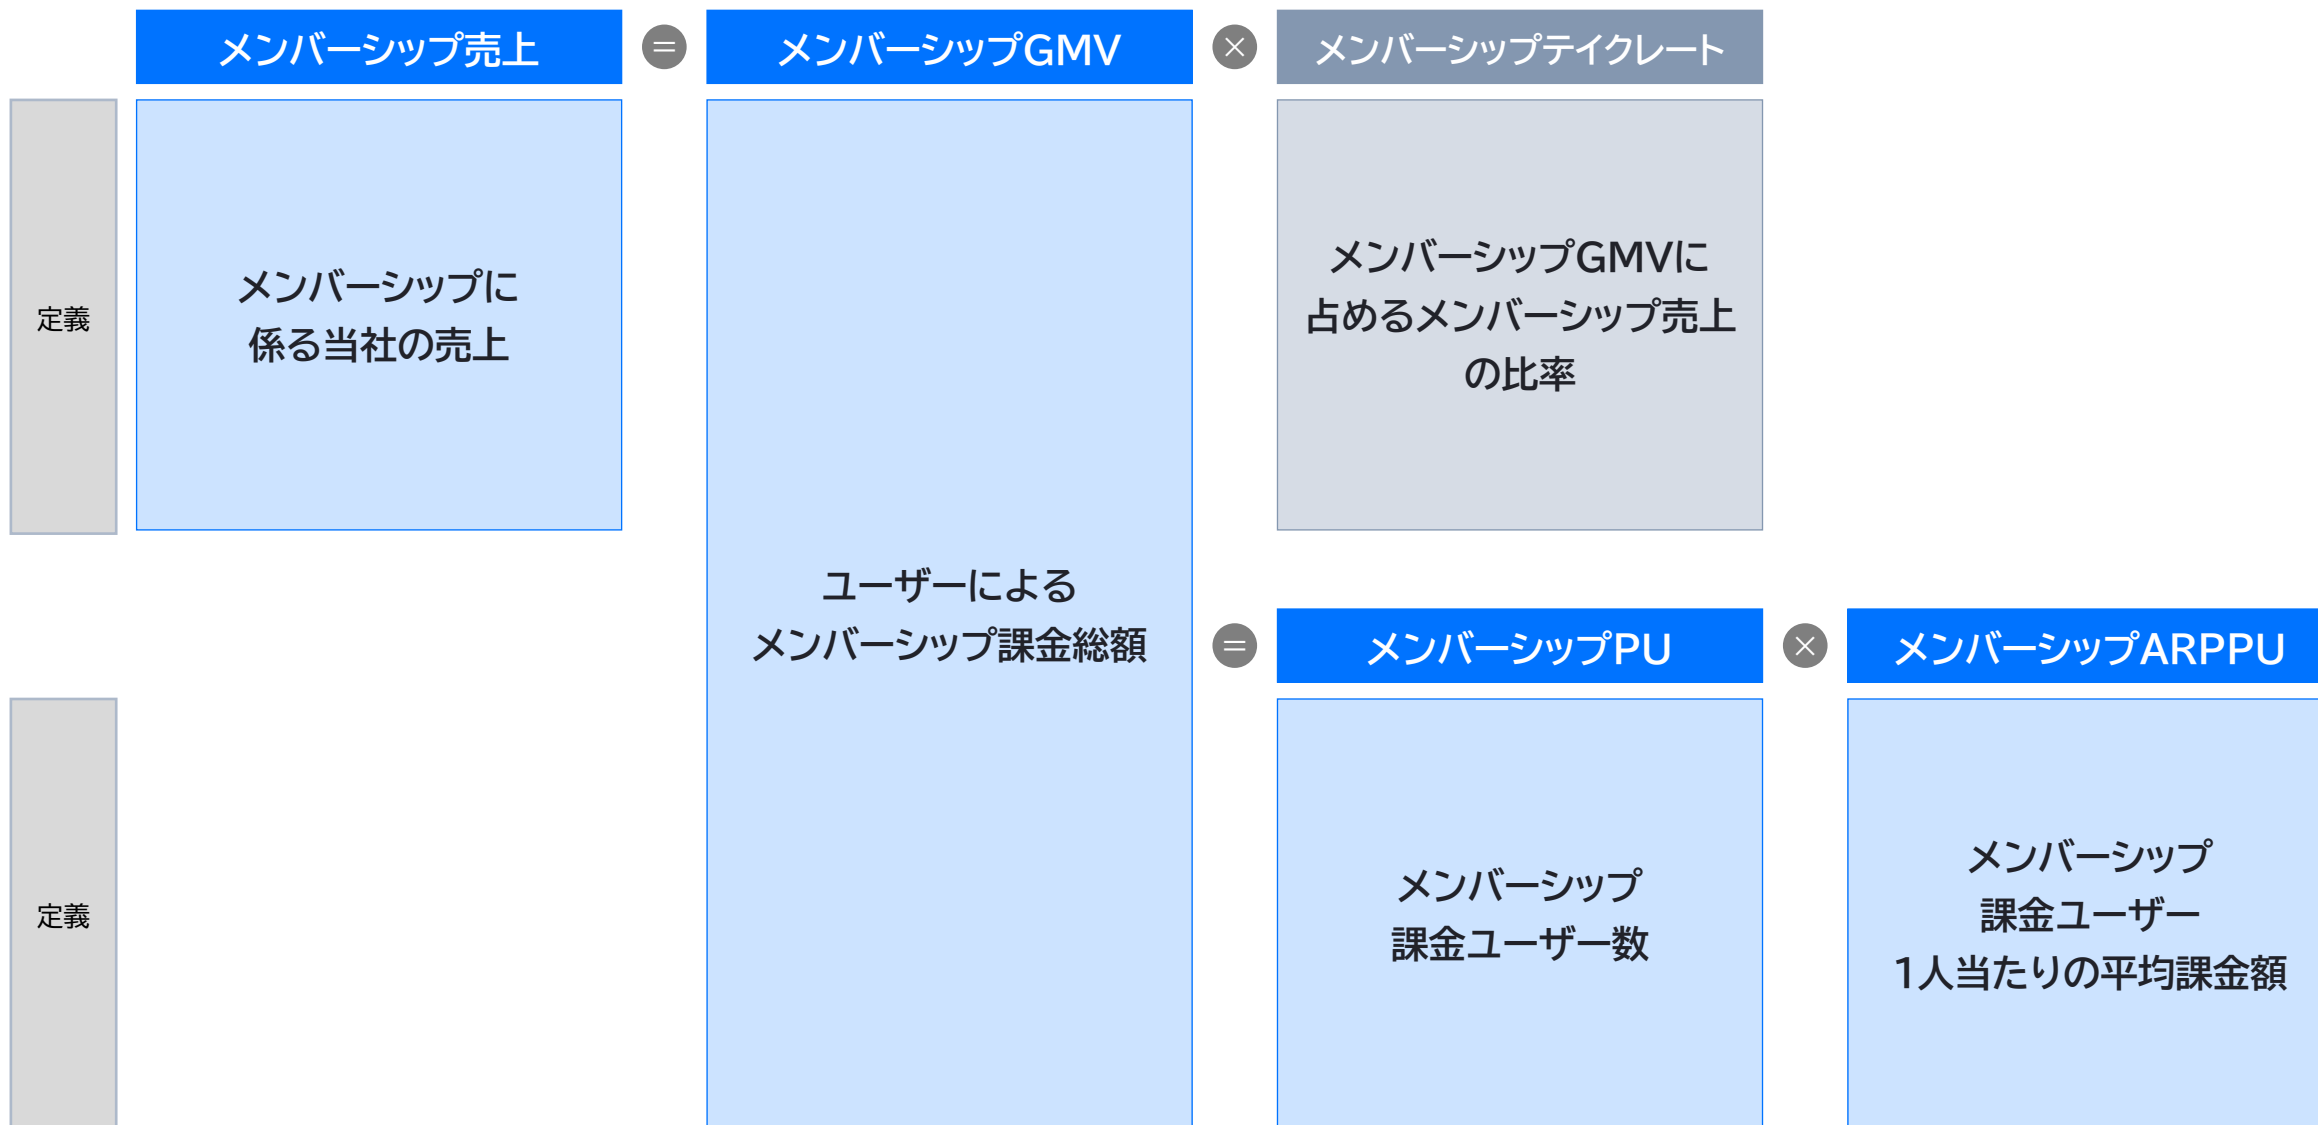 メンバーシップ売上
=
メンバーシップGMV
×
メンバーシップテイクレート
定義
メンバーシップに
係る当社の売上
ユーザーによる
メンバーシップ課金総額
メンバーシップGMVに
占めるメンバーシップ売上
の比率
=
メンバーシップPU
×
メンバーシップARPPU
定義
メンバーシップ
課金ユーザー数
メンバーシップ
課金ユーザー
1人当たりの平均課金額